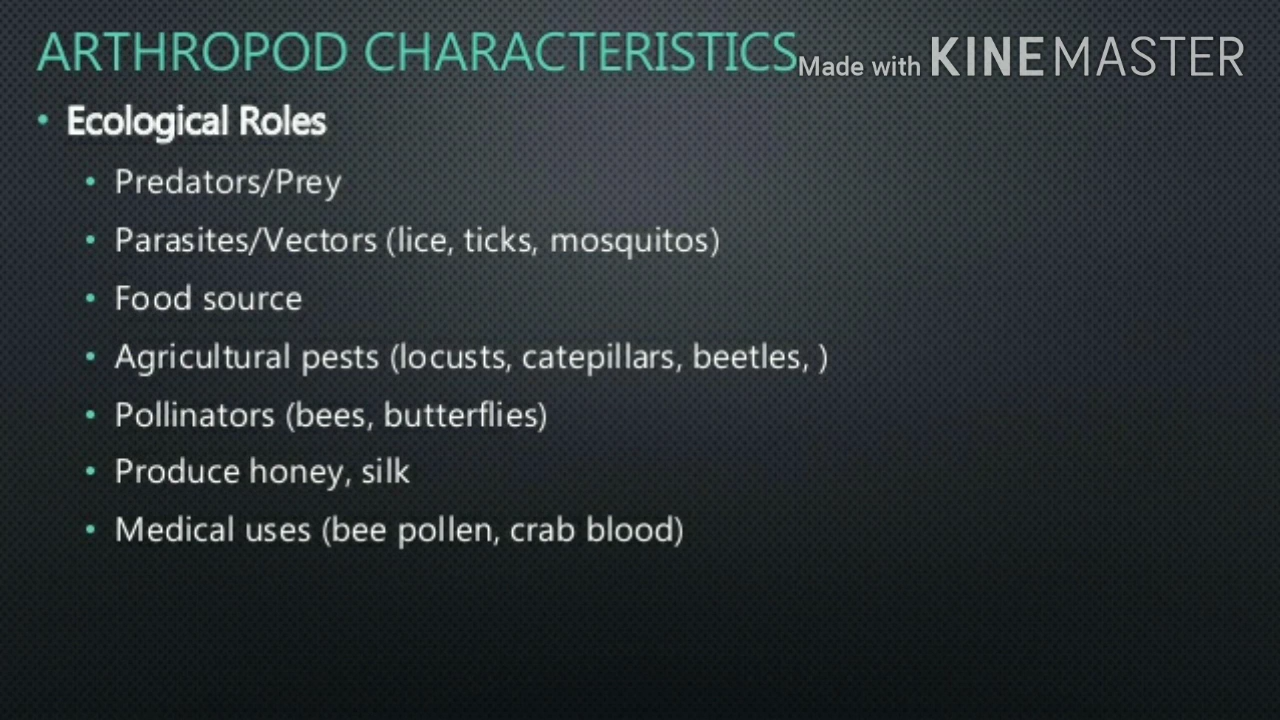 ARTHROPOD CHARACTERISTICS
Made with KINEMASTER
• Ecological Roles
• Predators/Prey
• Parasites/Vectors (lice, ticks, mosquitos)
• Food source
• Agricultural pests (locusts, catepillars, beetles, )
• Pollinators (bees, butterflies)
• Produce honey, silk
• Medical uses (bee pollen, crab blood)